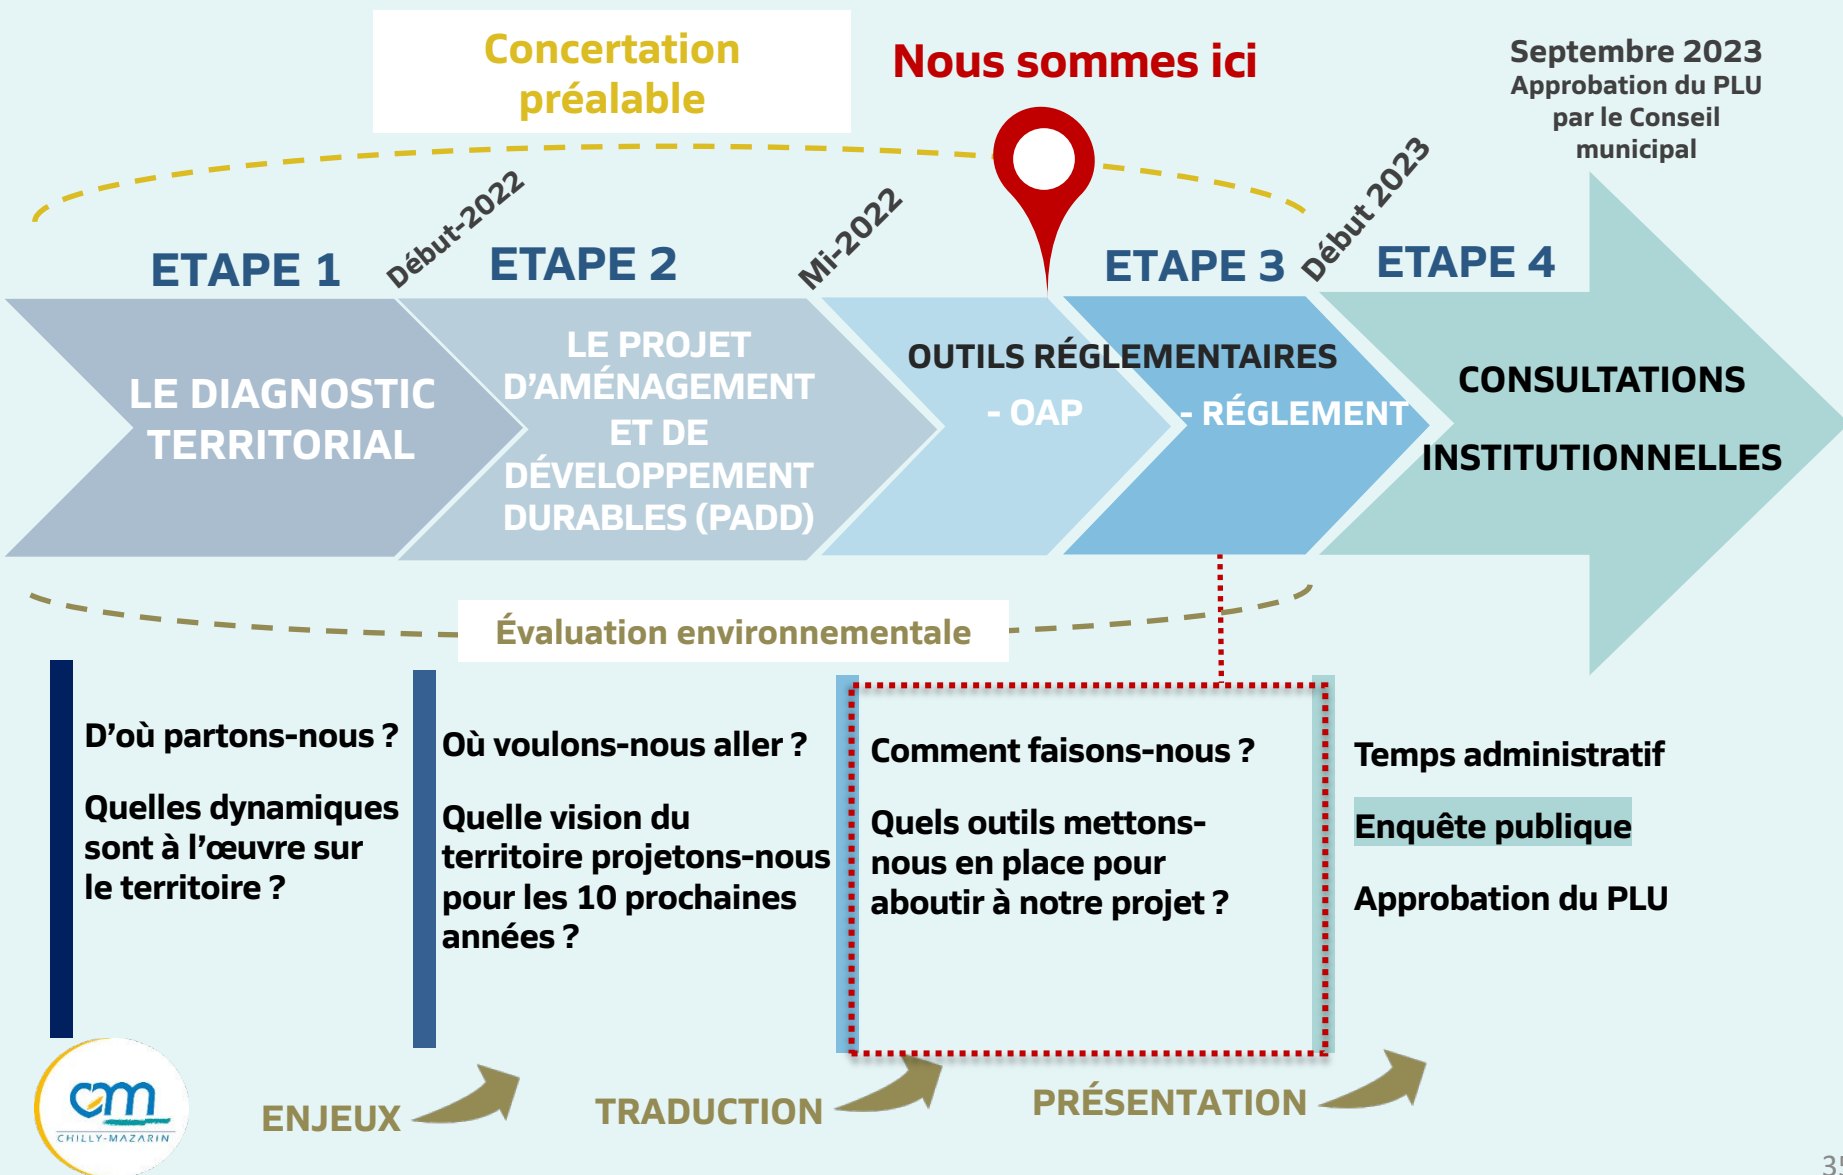 Concertation
préalable
Nous sommes ici
Septembre 2023
Approbation du PLU
par le Conseil
municipal
ETAPE 1
Début-2022
ETAPE 2
Mi-2022
ETAPE 3
Début 2023
ETAPE 4
LE DIAGNOSTIC
TERRITORIAL
LE PROJET
D'AMÉNAGEMENT
ET DE
DÉVELOPPEMENT
DURABLES (PADD)
OUTILS RÉGLEMENTAIRES
- OAP
- RÉGLEMENT
CONSULTATIONS
INSTITUTIONNELLES
Évaluation environnementale
D'où partons-nous ?
Quelles dynamiques
sont à l'œuvre sur
le territoire ?
Où voulons-nous aller ?
Quelle vision du
territoire projetons-nous
pour les 10 prochaines
années ?
Comment faisons-nous ?
Quels outils mettons-
nous en place pour
aboutir à notre projet ?
Temps administratif
Enquête publique
Approbation du PLU
cm
CHILLY-MAZARIN
ENJEUX
TRADUCTION
PRÉSENTATION
35